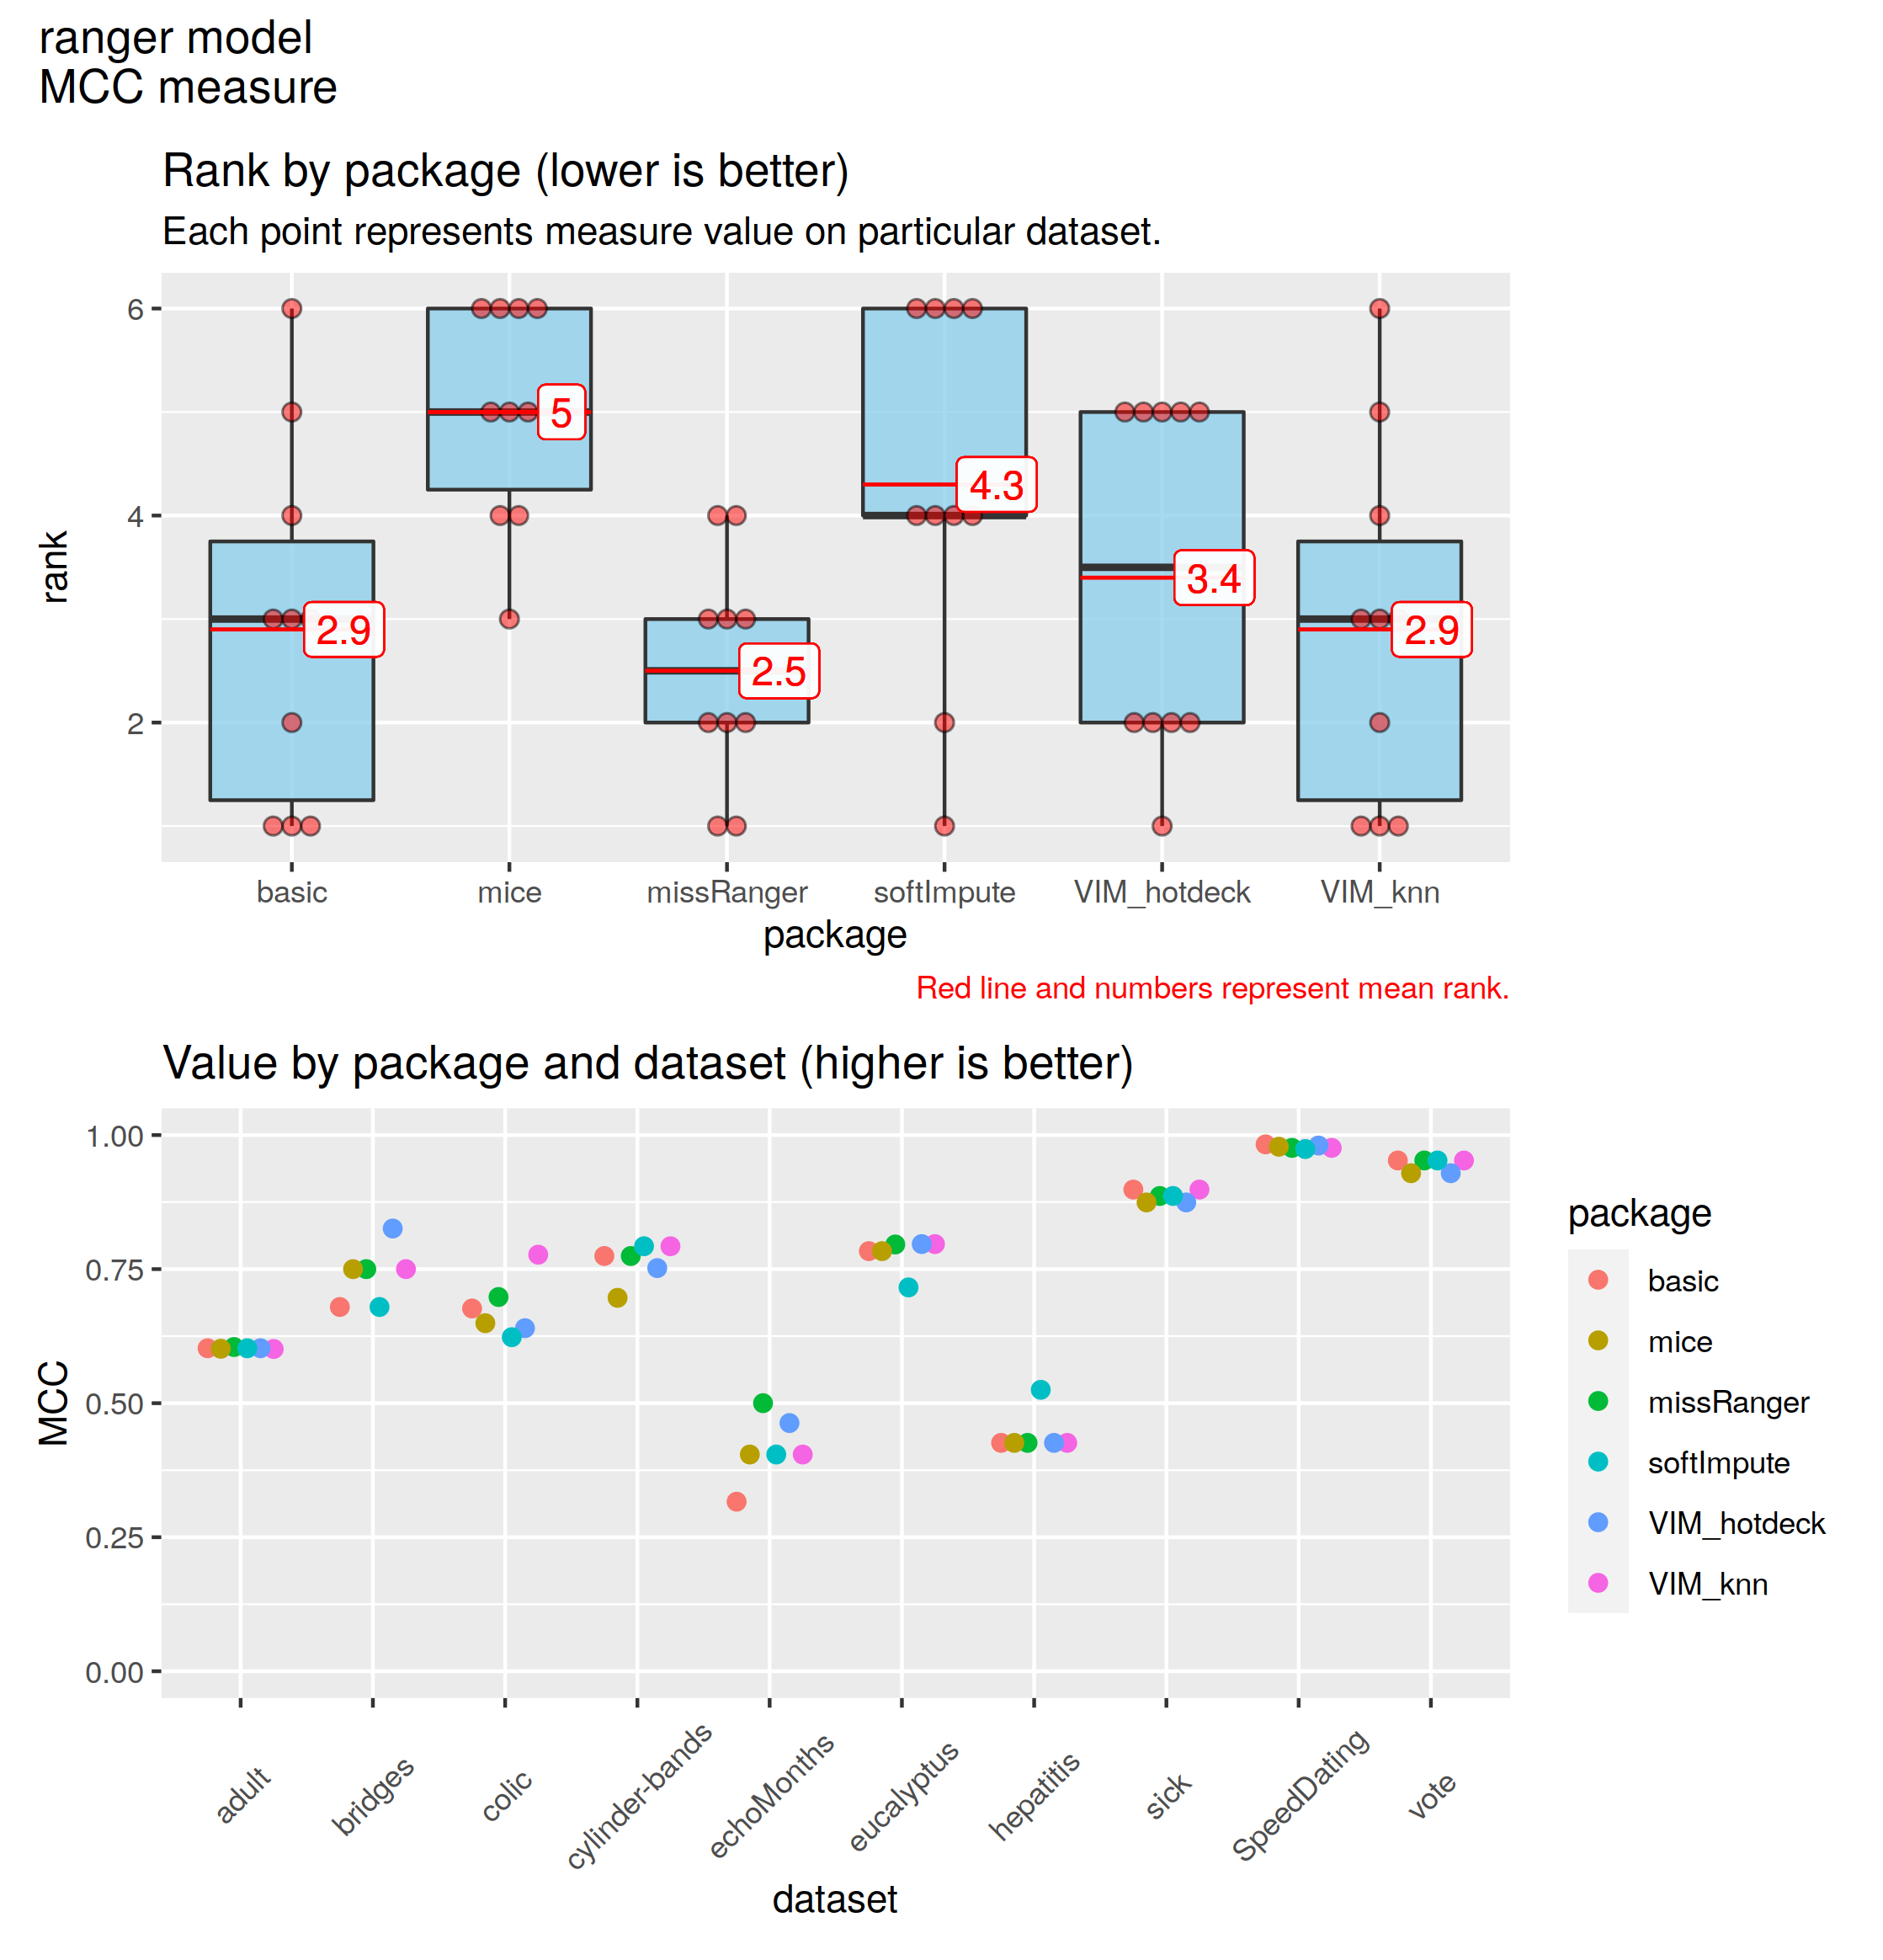 ranger model
MCC measure
Rank by package (lower is better)
Each point represents measure value on particular dataset.
rank
6
4
2
5
4.3
3.4
2.9
2.9
2.5
basic
mice
missRanger
softImpute
VIM_hotdeck
VIM_knn
package
Red line and numbers represent mean rank.
Value by package and dataset (higher is better)
MCC
1.00
0.75
0.50
0.25
0.00
adult
bridges
colic
cylinder-bands
echoMonths
eucalyptus
hepatitis
sick
SpeedDating
vote
dataset
package
basic
mice
missRanger
softImpute
VIM_hotdeck
VIM_knn